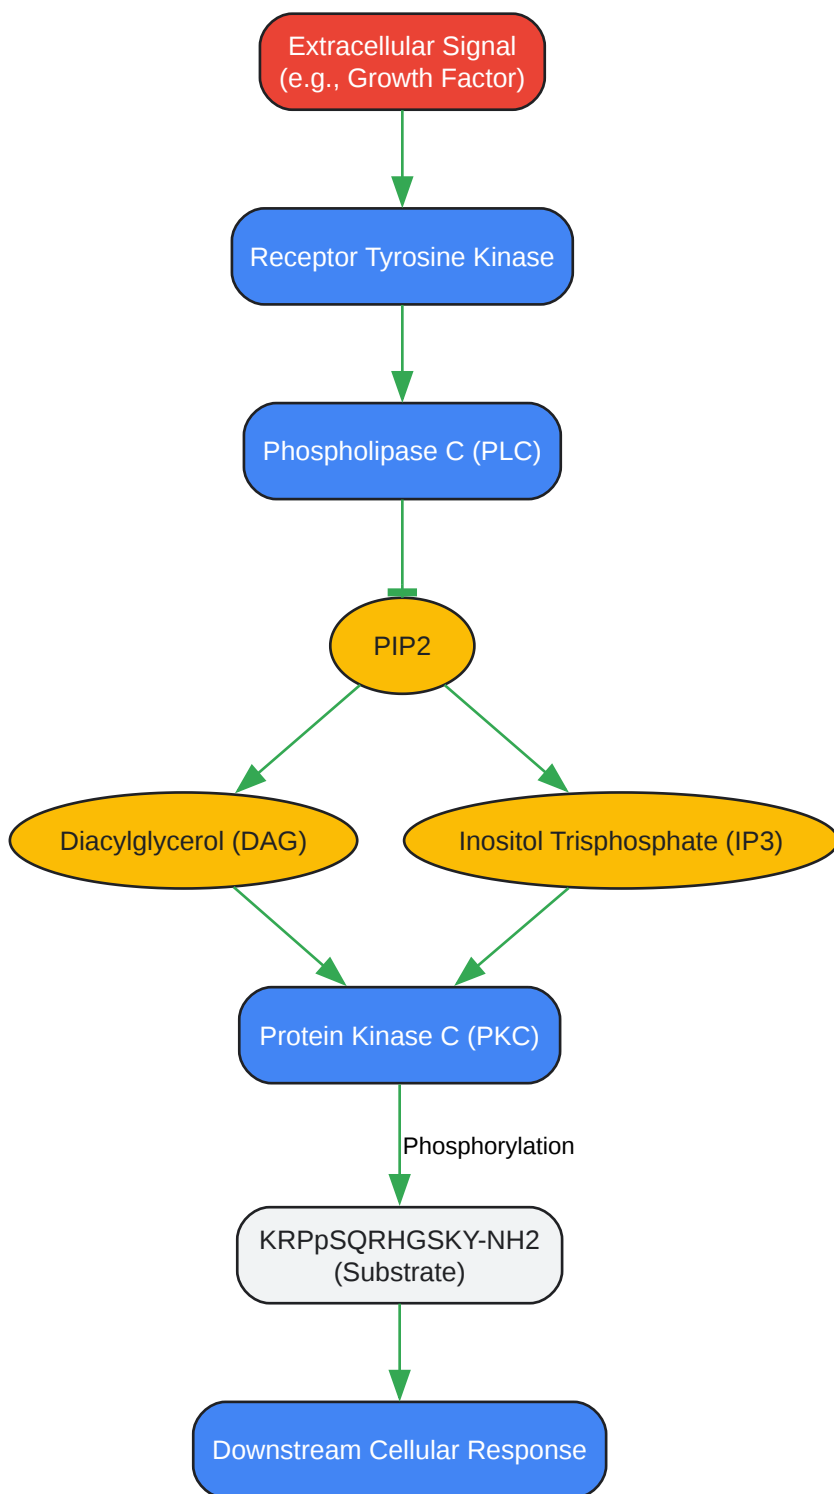 Extracellular Signal
(e.g., Growth Factor)
Receptor Tyrosine Kinase
Phospholipase C (PLC)
PIP2
Diacylglycerol (DAG)
Inositol Trisphosphate (IP3)
Protein Kinase C (PKC)
Phosphorylation
KRPpSQRHGSKY-NH2
(Substrate)
Downstream Cellular Response